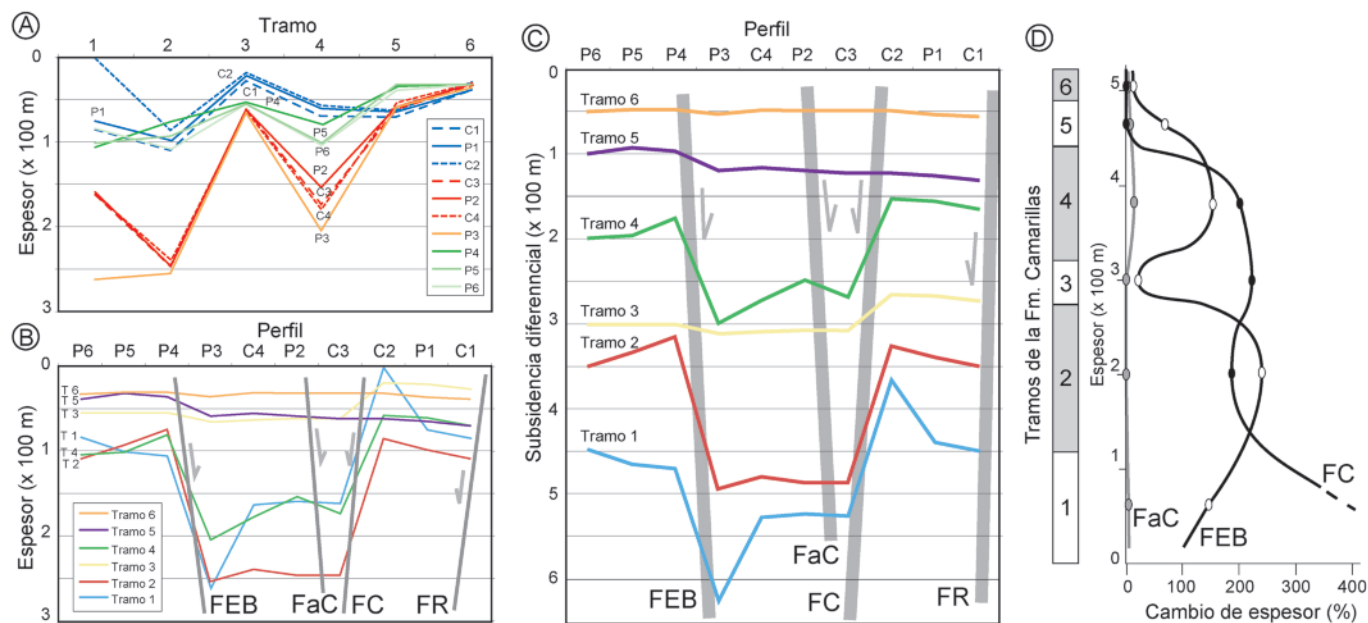 A
Tramo
1 2 3 4 5 6
Espesor (x 100 m)
0
1
2
3
P1
C2
C1
P4
P5
P6
P2
C3
C4
P3
C1
P1
C2
C3
P2
C4
P3
P4
P5
P6
B
Perfil
P6 P5 P4 P3 C4 P2 C3 C2 P1 C1
Espesor (x 100 m)
0
1
2
3
T 6
T 5
T 3
T 1
T 4
T 2
Tramo 6
Tramo 5
Tramo 4
Tramo 3
Tramo 2
Tramo 1
FEB FaC FC FR
C
Perfil
P6 P5 P4 P3 C4 P2 C3 C2 P1 C1
Subsidencia diferenncial (x 100 m)
0
1
2
3
4
5
6
Tramo 6
Tramo 5
Tramo 4
Tramo 3
Tramo 2
Tramo 1
FEB
FaC
FC
FR
D
Tramos de la Fm. Camarillas
6
5
4
3
2
1
Espesor (x 100 m)
5
4
3
2
1
0
FaC
FEB
FC
0 100 200 300 400
Cambio de espesor (%)